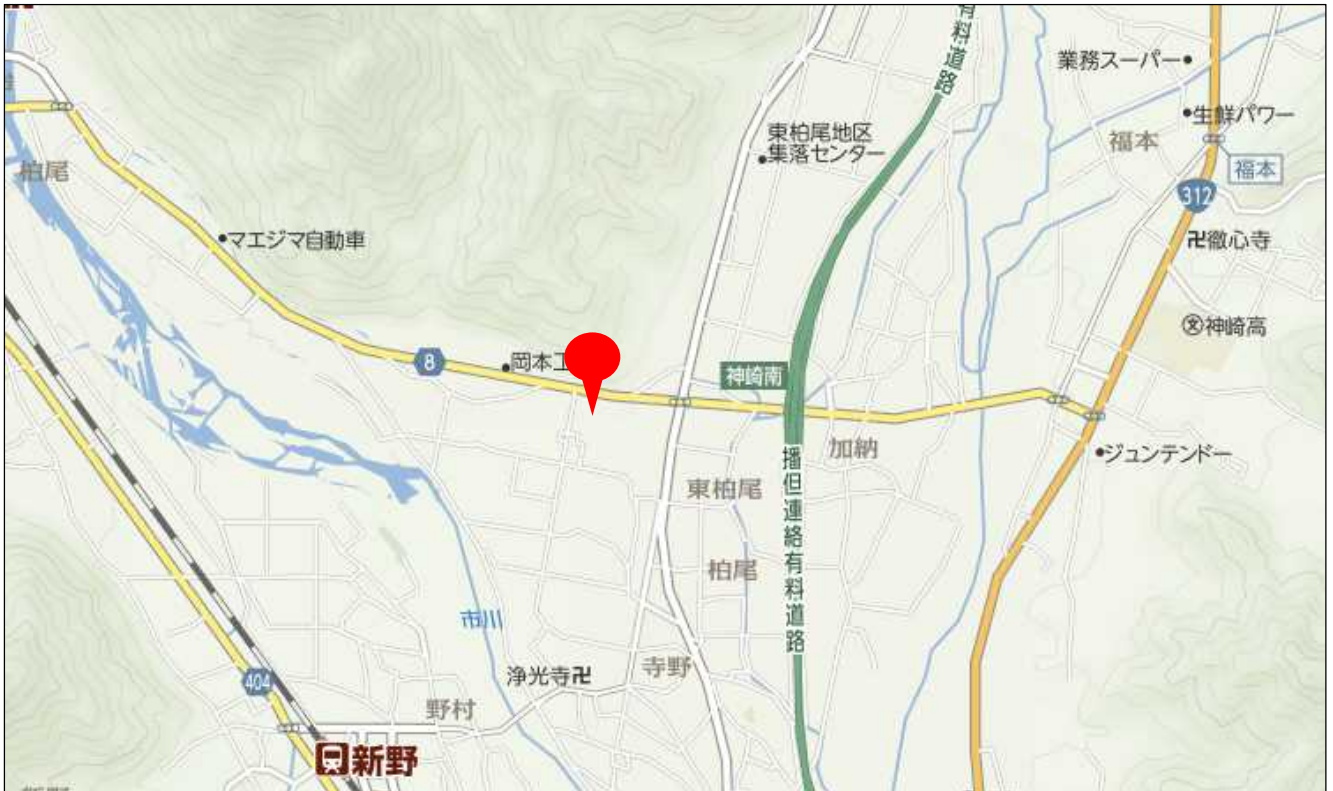 有料道路
業務スーパー
生鮮パワー
東柏尾地区
集落センター
福本
福本
柏尾
312
マエジマ自動車
卍徹心寺
文神崎高
岡本工
8
神崎南
加納
ジュンテンドー
東柏尾
播但連絡有料道路
柏尾
市川
寺野
浄光寺卍
404
野村
新野